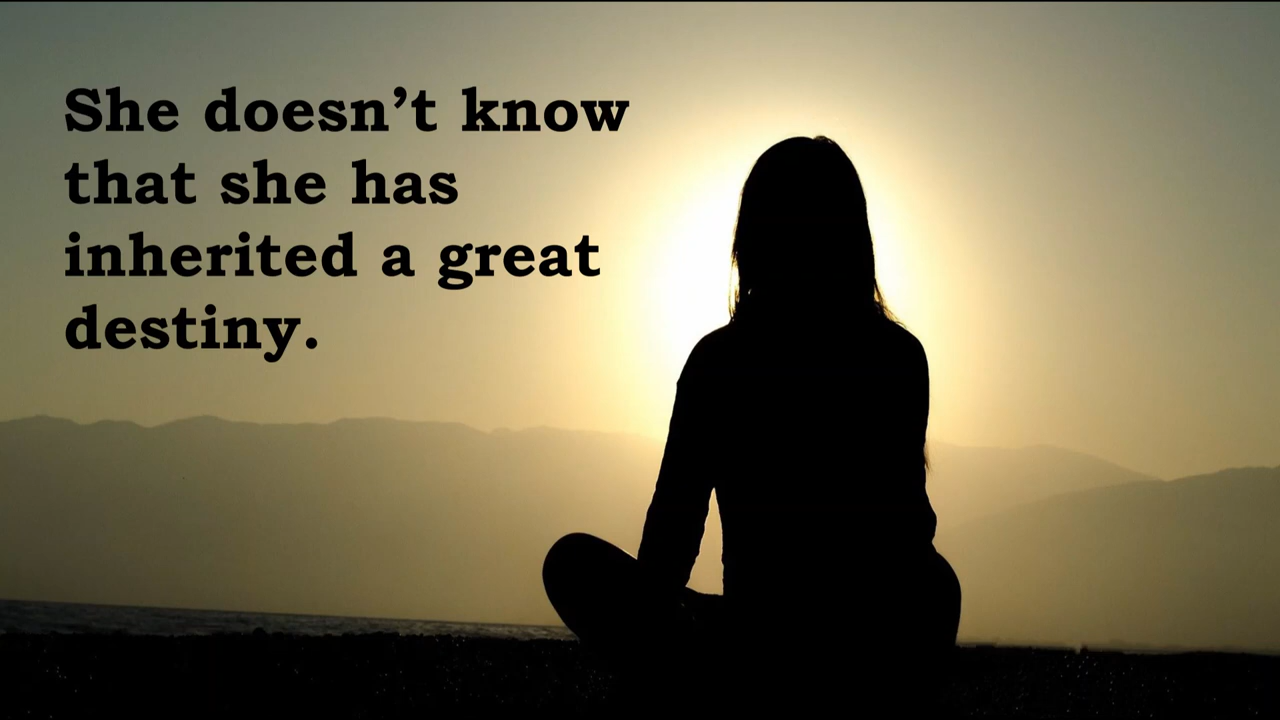 She doesn’t know
that she has
inherited a great
destiny.